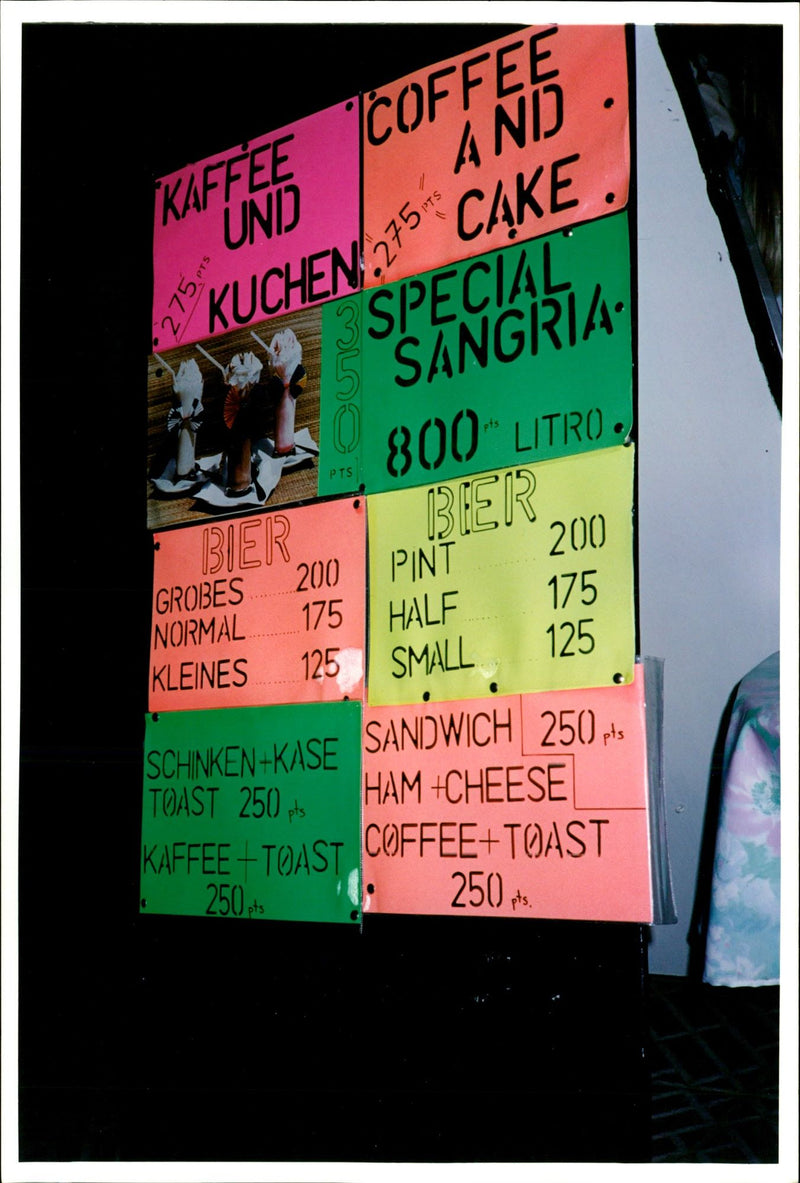 KAFFEE
UND
KUCHEN
275 PTS
COFFEE
AND
CAKE
"275 PTS"
350
PTS
SPECIAL
SANGRIA
800 pts LITRO
BIER
GROBES ........ 200
NORMAL ........ 175
KLEINES 125
BIER
PINT ........ 200
HALF ........ 175
SMALL ........ 125
SCHINKEN+KASE
TOAST 250 pts
KAFFEE+TOAST
250 pts
SANDWICH 250 pts
HAM+CHEESE
COFFEE+TOAST
250 pts.